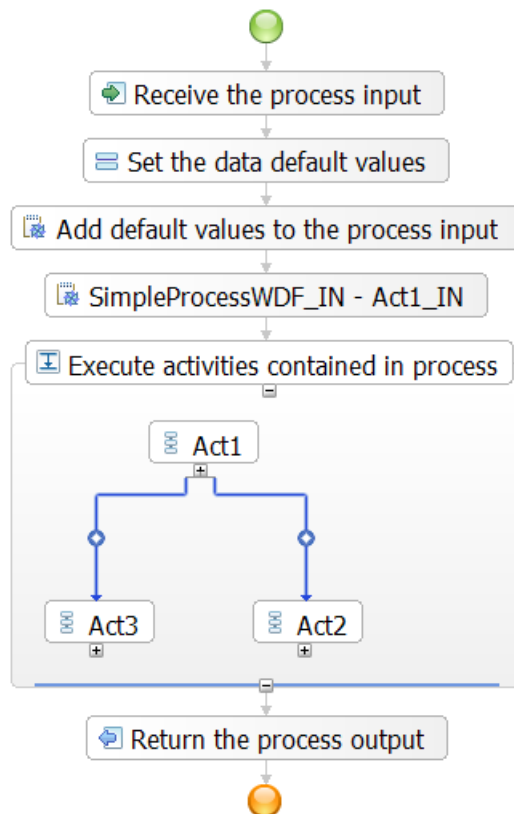 Receive the process input
Set the data default values
Add default values to the process input
SimpleProcessWDF_IN - Act1_IN
Execute activities contained in process
Act1
Act3
Act2
Return the process output